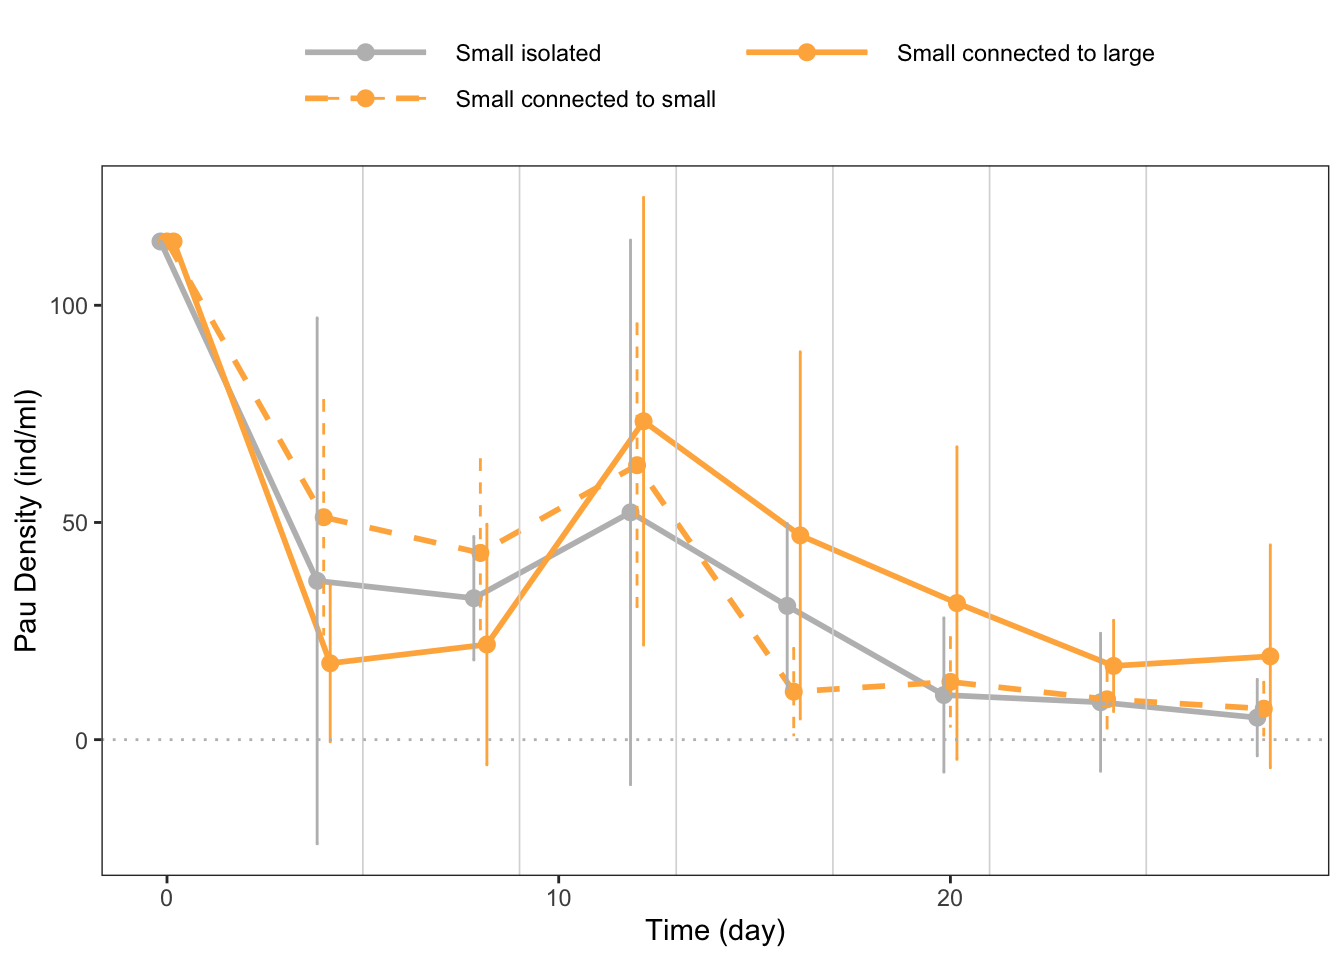 Small isolated
Small connected to large
Small connected to small
Pau Density (ind/ml)
100
50
0
0
10
20
Time (day)